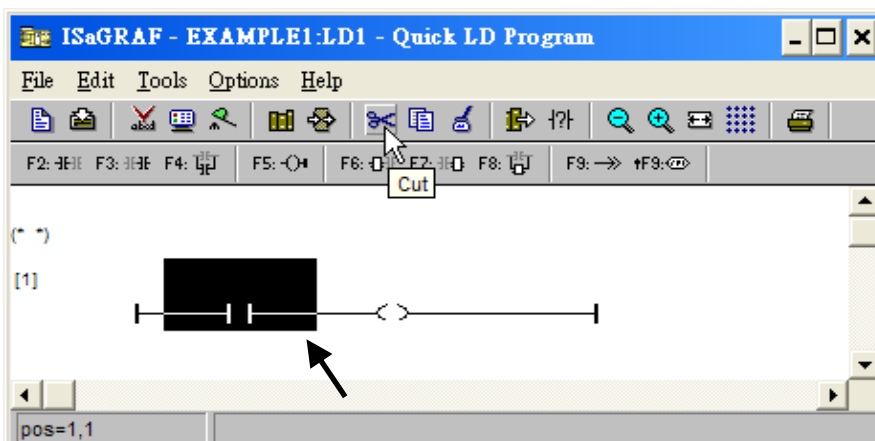 ISaGRAF - EXAMPLE1:LD1 - Quick LD Program
File Edit Tools Options Help
abcd
F2: F3: F4: F5: F6: F7: F8: F9: F9:
Cut
(* *)
[1]
pos=1,1